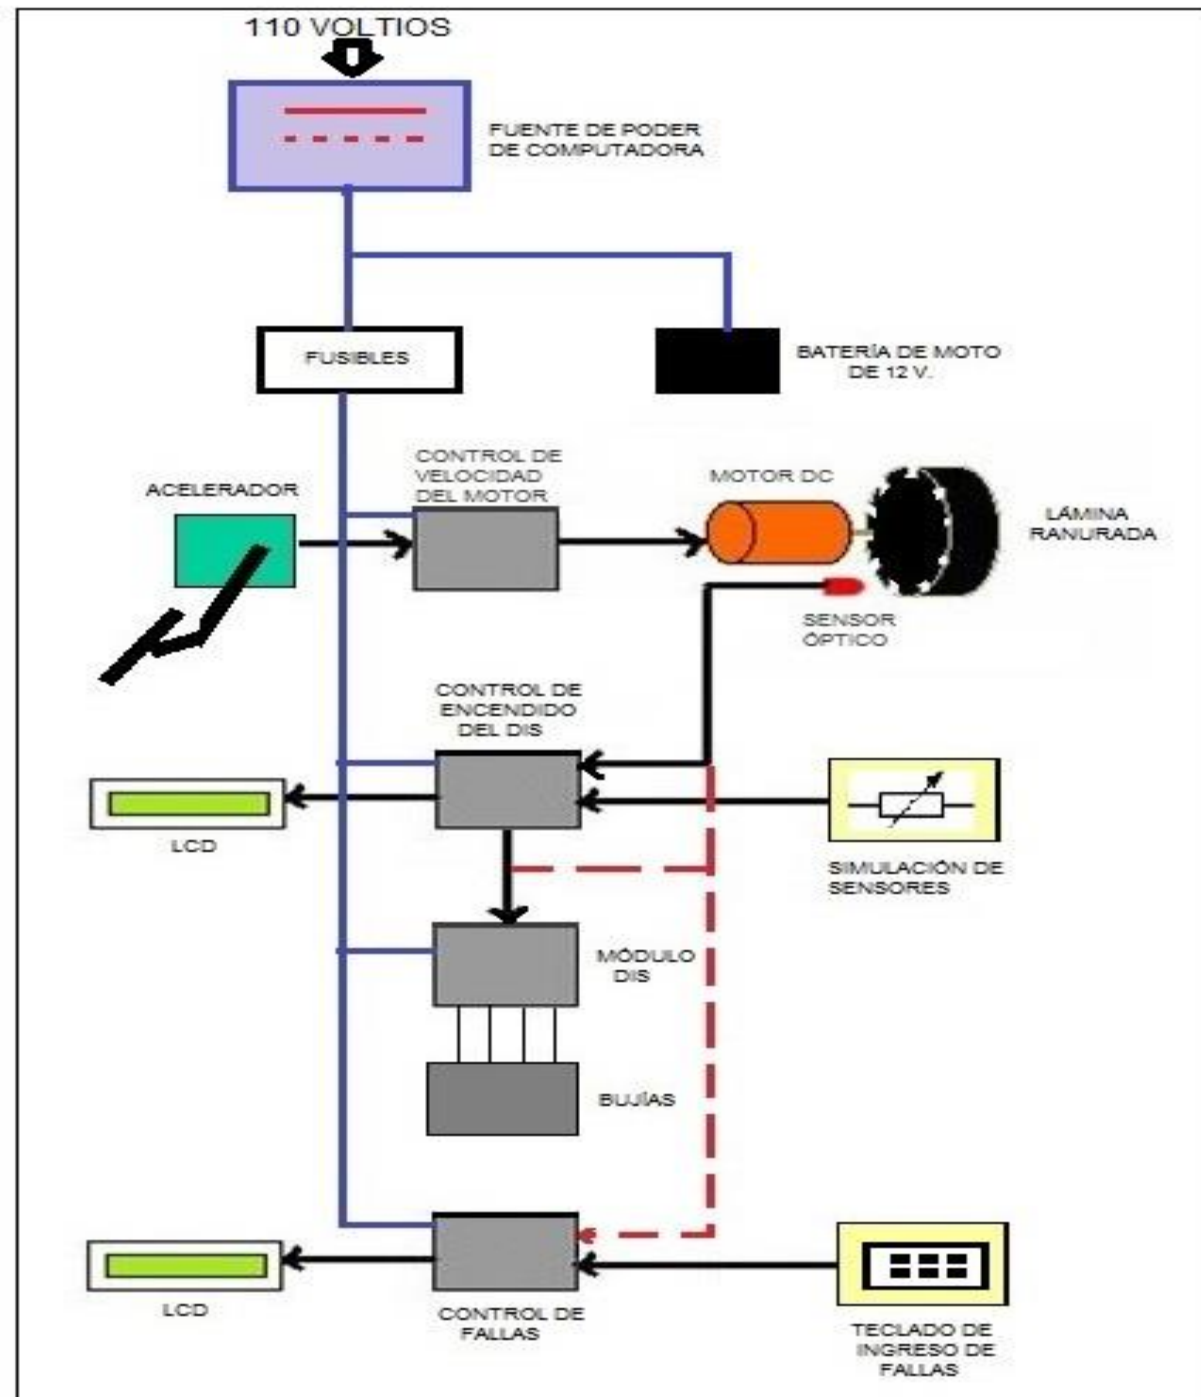 110 VOLTIOS
FUENTE DE PODER
DE COMPUTADORA
FUSIBLES
BATERÍA DE MOTO
DE 12 V.
ACELERADOR
CONTROL DE
VELOCIDAD
DEL MOTOR
MOTOR DC
LÁMINA
RANURADA
SENSOR
ÓPTICO
CONTROL DE
ENCENDIDO
DEL DIS
LCD
SIMULACIÓN DE
SENSORES
MÓDULO
DIS
BUJÍAS
LCD
CONTROL DE
FALLAS
TECLADO DE
INGRESO DE
FALLAS